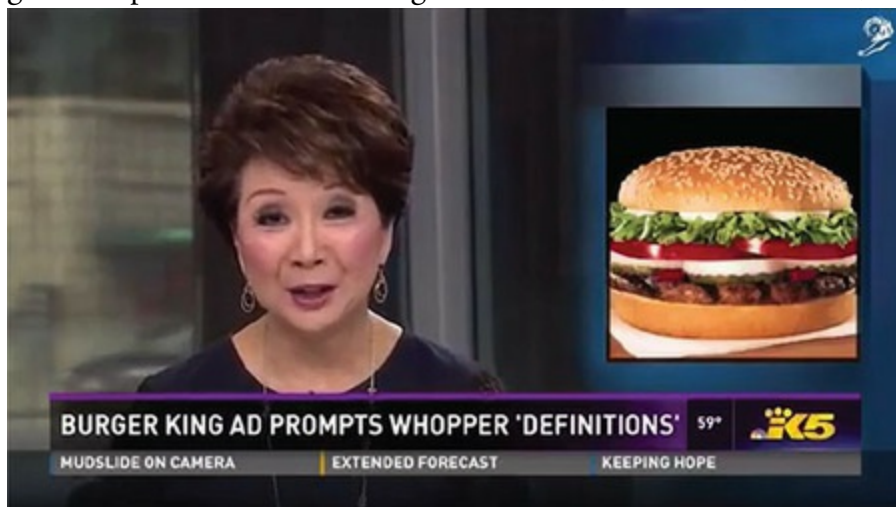 BURGER KING AD PROMPTS WHOPPER 'DEFINITIONS'
59°
K5
MUDSLIDE ON CAMERA
EXTENDED FORECAST
KEEPING HOPE